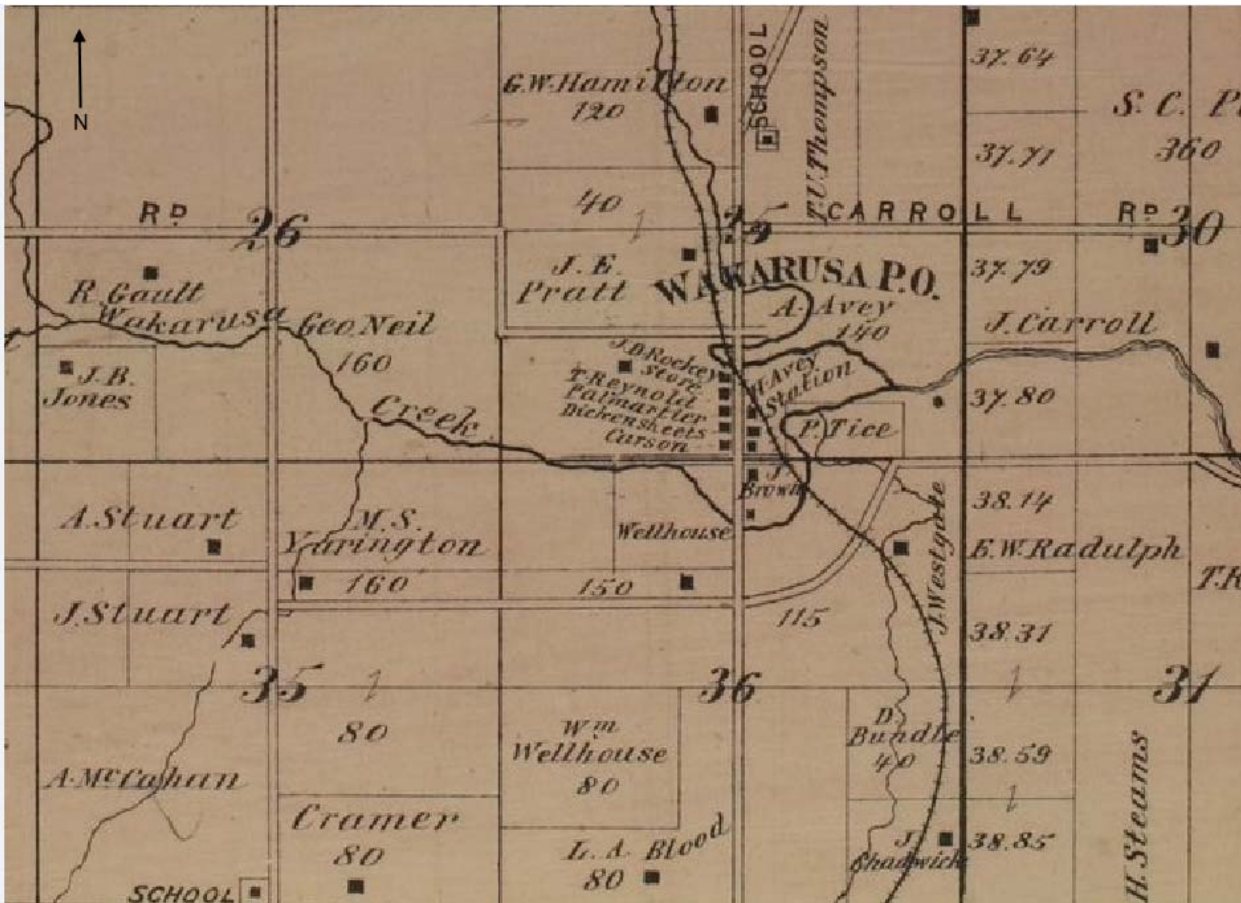 N
G.W. Hamilton
120
SCHOOL
T.U. Thompson
37.64
S. C.
360
37.71
RD
26
40
25
CARROLL RD
30
R. Gault
J. E.
Pratt
WAKARUSA P.O.
37.79
A. Avey
140
J. Carroll
Wakarusa
Geo. Neil
160
J.B.
Jones
Creek
J.D. Rockey
Store
T. Reynold
Palmartier
Dickensheets
Carson
H. Avey
Station
P. Tice
37.80
A. Stuart
M.S.
Yarington
160
Wellhouse
150
J.
Brown
J. Westgate
38.14
E.W. Radulph
J. Stuart
115
38.31
35
36
31
80
Wm
Wellhouse
80
D.
Bundle
40
38.59
A. McCahan
Cramer
80
L. A. Blood
80
J.
Chadwick
38.85
H. Steams
SCHOOL